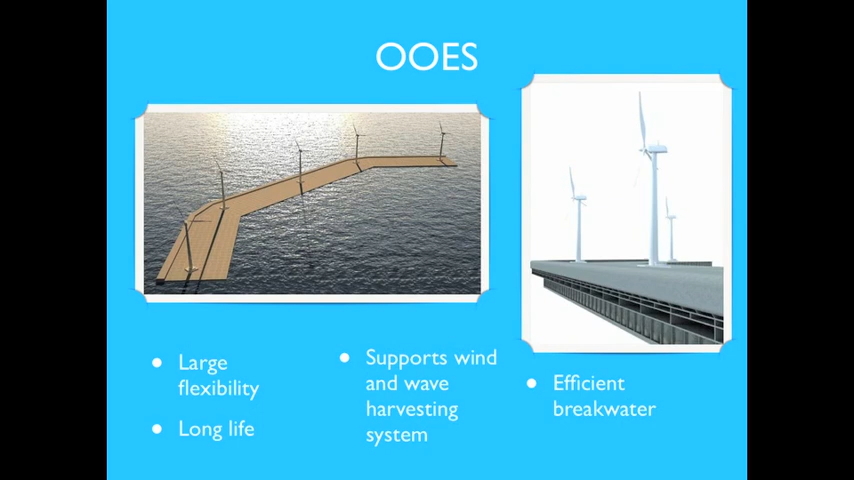 OOES
Large
flexibility
Long life
Supports wind
and wave
harvesting
system
Efficient
breakwater